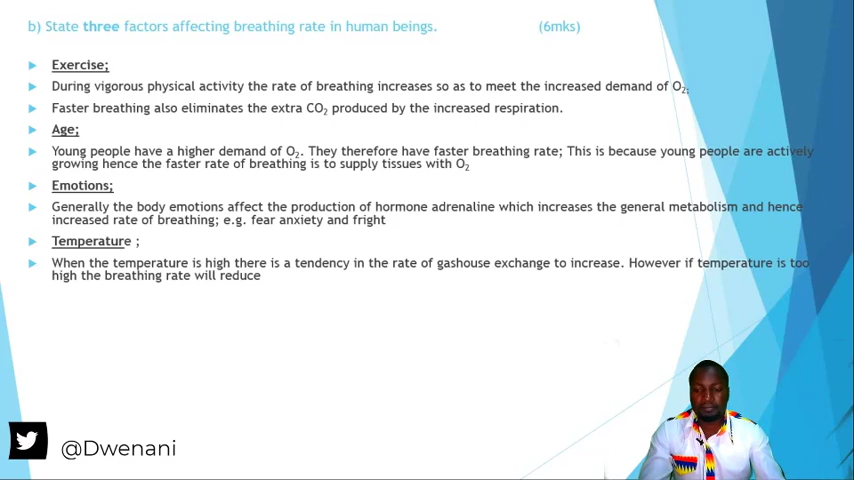 b) State three factors affecting breathing rate in human beings. (6mks)
Exercise;
During vigorous physical activity the rate of breathing increases so as to meet the increased demand of O₂;
Faster breathing also eliminates the extra CO₂ produced by the increased respiration.
Age;
Young people have a higher demand of O₂. They therefore have faster breathing rate; This is because young people are actively
growing hence the faster rate of breathing is to supply tissues with O₂
Emotions;
Generally the body emotions affect the production of hormone adrenaline which increases the general metabolism and hence
increased rate of breathing; e.g. fear anxiety and fright
Temperature ;
When the temperature is high there is a tendency in the rate of gashouse exchange to increase. However if temperature is too
high the breathing rate will reduce
@Dwenani